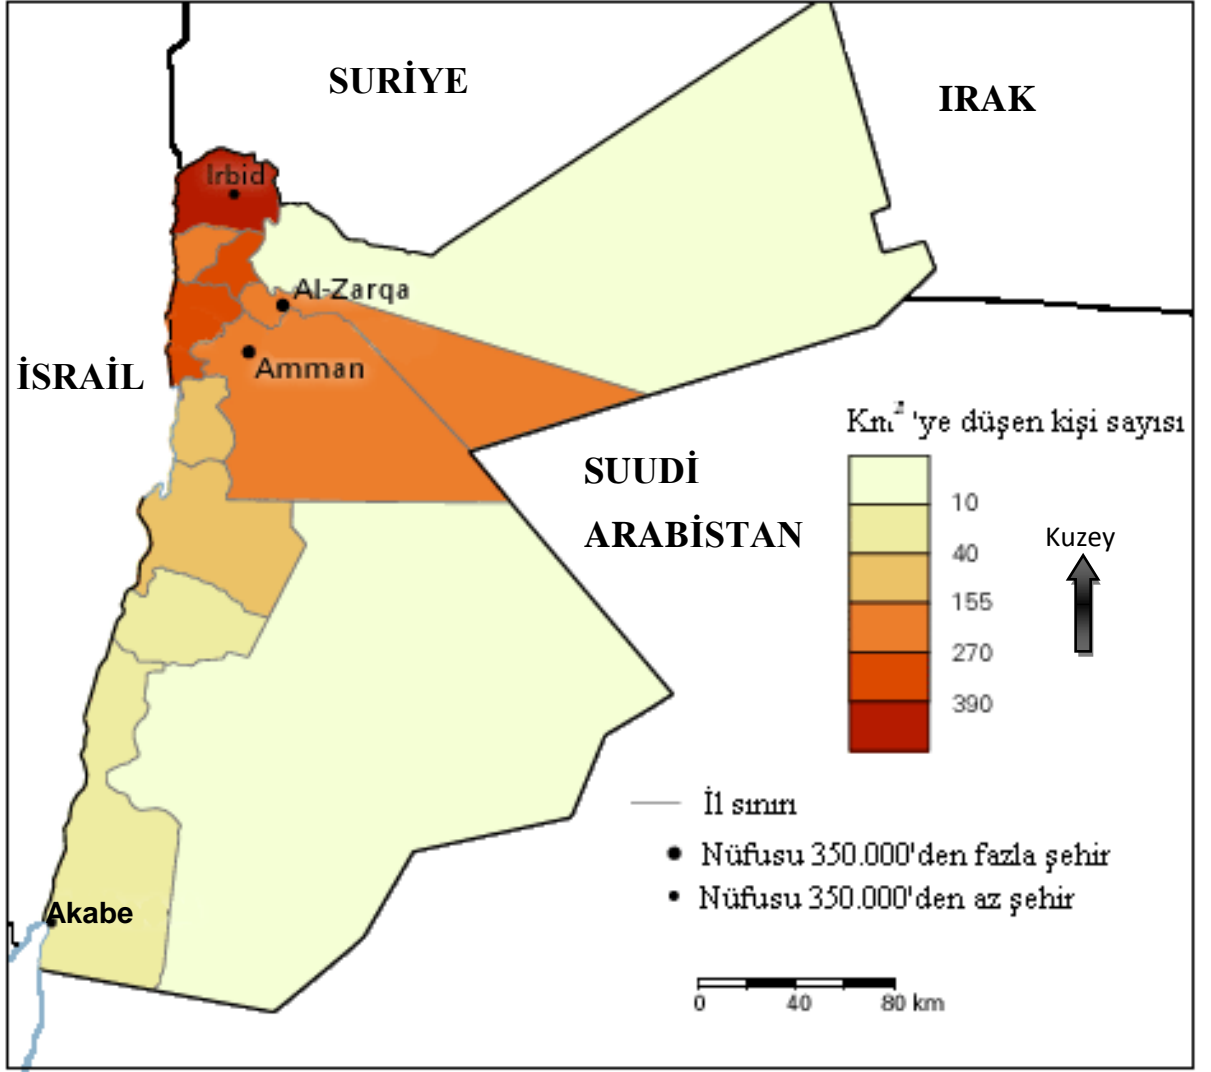 SURİYE
IRAK
Irbid
Al-Zarqa
Amman
İSRAİL
Km² 'ye düşen kişi sayısı
SUUDİ
ARABİSTAN
10
40
155
270
390
Kuzey
İl sınırı
Nüfusu 350.000'den fazla şehir
Nüfusu 350.000'den az şehir
Akabe
0 40 80 km